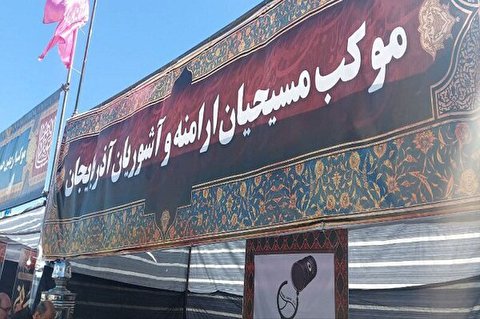 موکب مسیحیان ارامنه و آشوریان آذربایجان